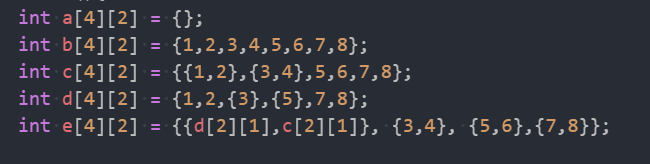 int a[4][2] = {};
int b[4][2] = {1,2,3,4,5,6,7,8};
int c[4][2] = {{1,2},{3,4},5,6,7,8};
int d[4][2] = {1,2,{3},{5},7,8};
int e[4][2] = {{d[2][1],c[2][1]}, {3,4}, {5,6},{7,8}};